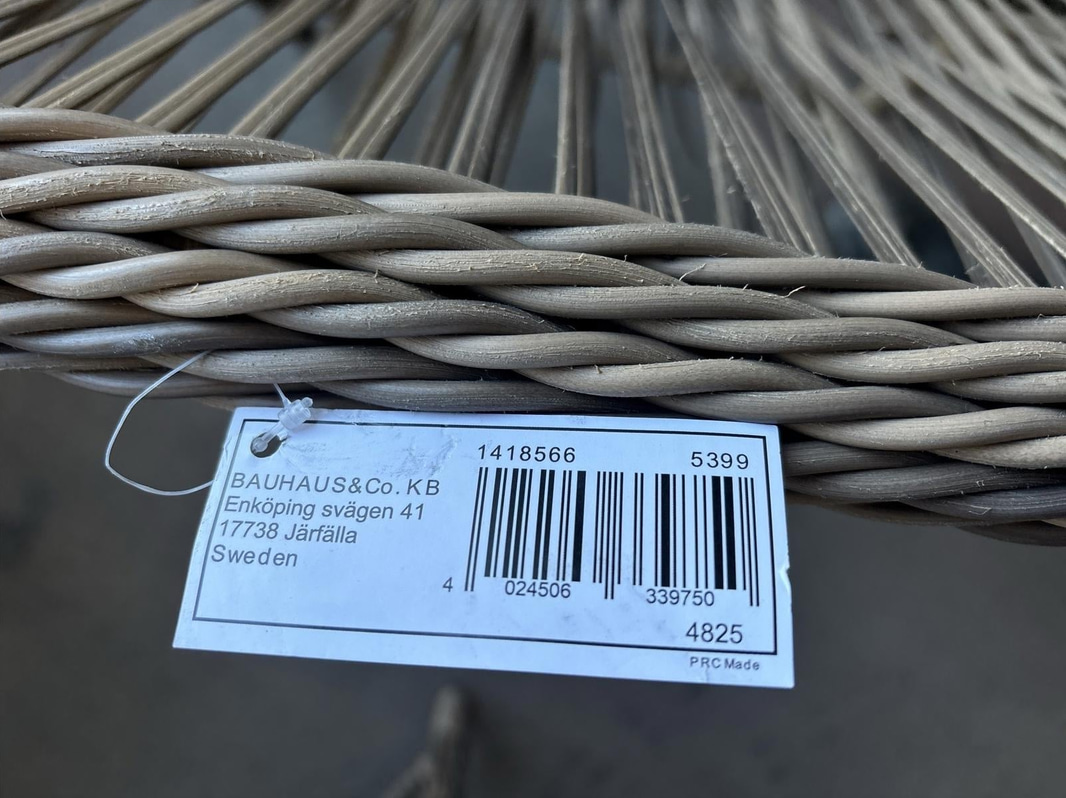 BAUHAUS&Co. KB
Enköping svägen 41
17738 Järfälla
Sweden
1418566 5399
4 024506 339750
4825
PRC Made